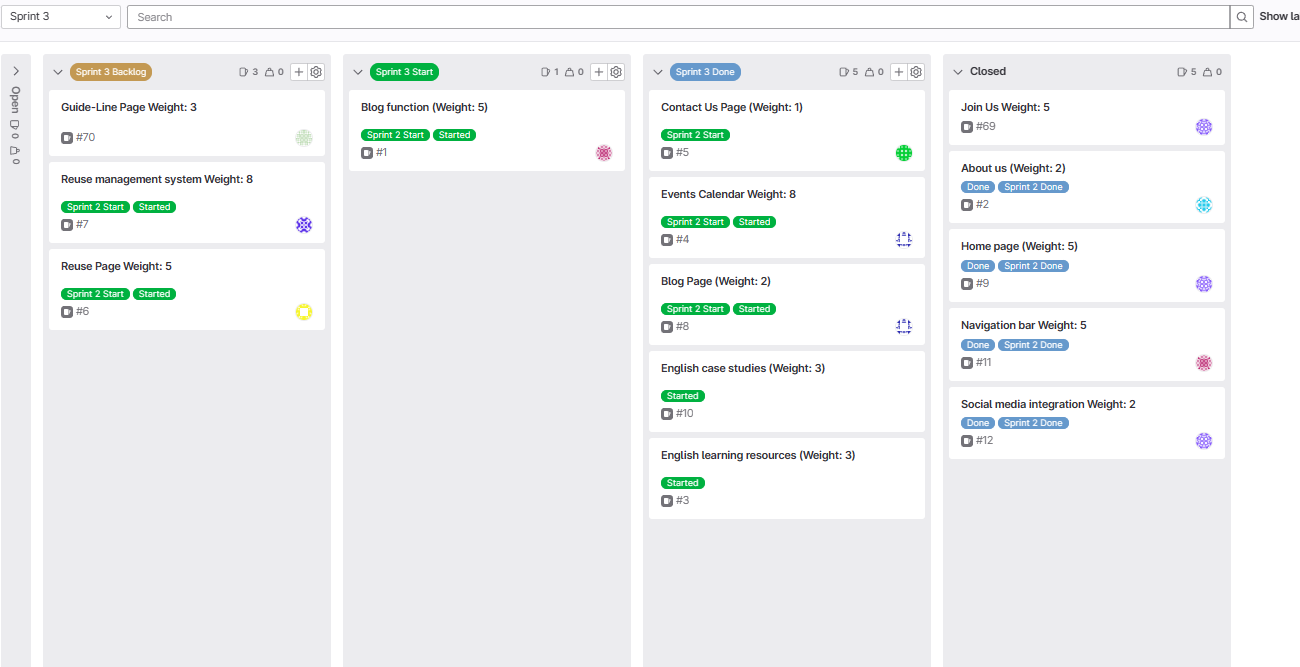 Sprint 3
Search
Show la
Open
0
0
Sprint 3 Backlog
3
0
Guide-Line Page Weight: 3
#70
Reuse management system Weight: 8
Sprint 2 Start
Started
#7
Reuse Page Weight: 5
Sprint 2 Start
Started
#6
Sprint 3 Start
1
0
Blog function (Weight: 5)
Sprint 2 Start
Started
#1
Sprint 3 Done
5
0
Contact Us Page (Weight: 1)
Sprint 2 Start
#5
Events Calendar Weight: 8
Sprint 2 Start
Started
#4
Blog Page (Weight: 2)
Sprint 2 Start
Started
#8
English case studies (Weight: 3)
Started
#10
English learning resources (Weight: 3)
Started
#3
Closed
5
0
Join Us Weight: 5
#69
About us (Weight: 2)
Done
Sprint 2 Done
#2
Home page (Weight: 5)
Done
Sprint 2 Done
#9
Navigation bar Weight: 5
Done
Sprint 2 Done
#11
Social media integration Weight: 2
Done
Sprint 2 Done
#12